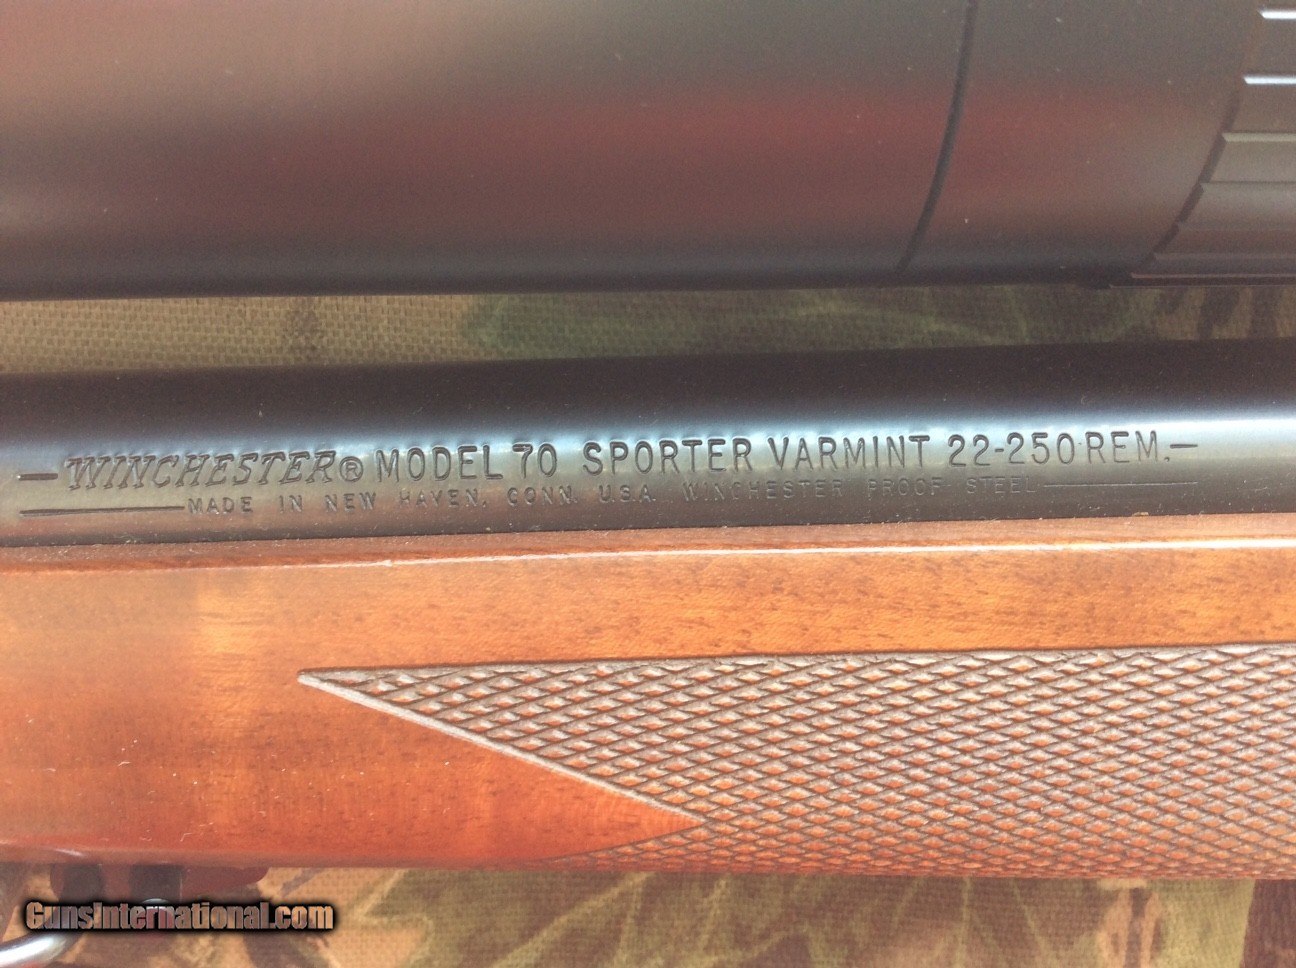 WINCHESTER® MODEL 70 SPORTER VARMINT 22-250 REM.
MADE IN NEW HAVEN, CONN. U.S.A. WINCHESTER PROOF STEEL
GunsInternational.com